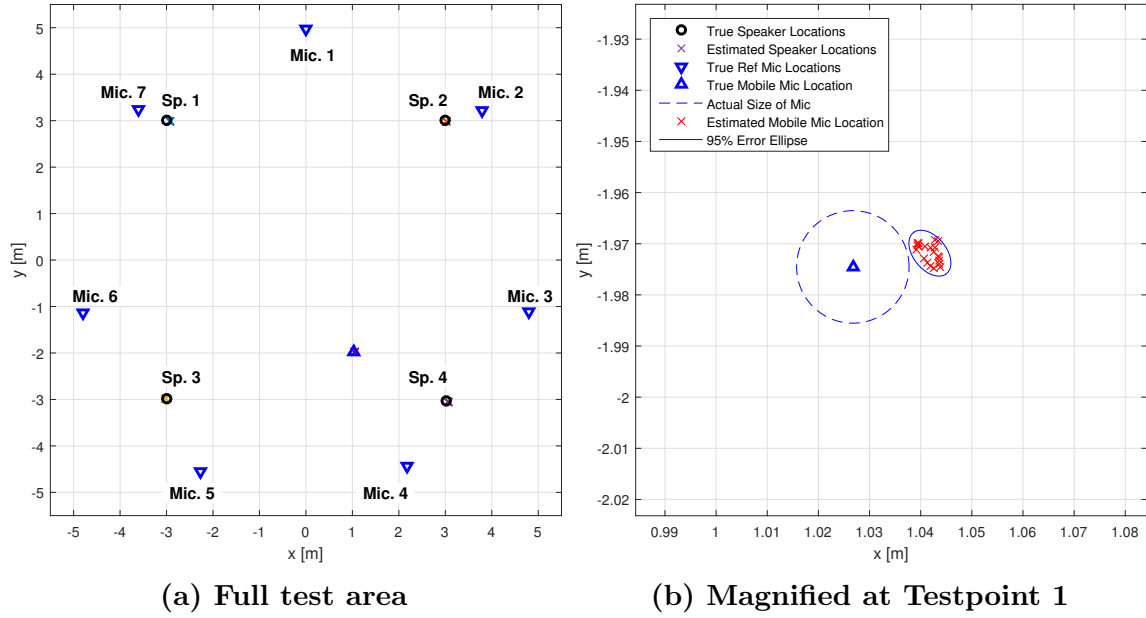 Mic. 1
Mic. 7
Sp. 1
Sp. 2
Mic. 2
Mic. 6
Mic. 3
Sp. 3
Sp. 4
Mic. 5
Mic. 4
5
4
3
2
1
0
-1
-2
-3
-4
-5
y [m]
-5 -4 -3 -2 -1 0 1 2 3 4 5
x [m]
(a) Full test area
True Speaker Locations
Estimated Speaker Locations
True Ref Mic Locations
True Mobile Mic Location
Actual Size of Mic
Estimated Mobile Mic Location
95% Error Ellipse
-1.93
-1.94
-1.95
-1.96
-1.97
-1.98
-1.99
-2
-2.01
-2.02
y [m]
0.99 1 1.01 1.02 1.03 1.04 1.05 1.06 1.07 1.08
x [m]
(b) Magnified at Testpoint 1